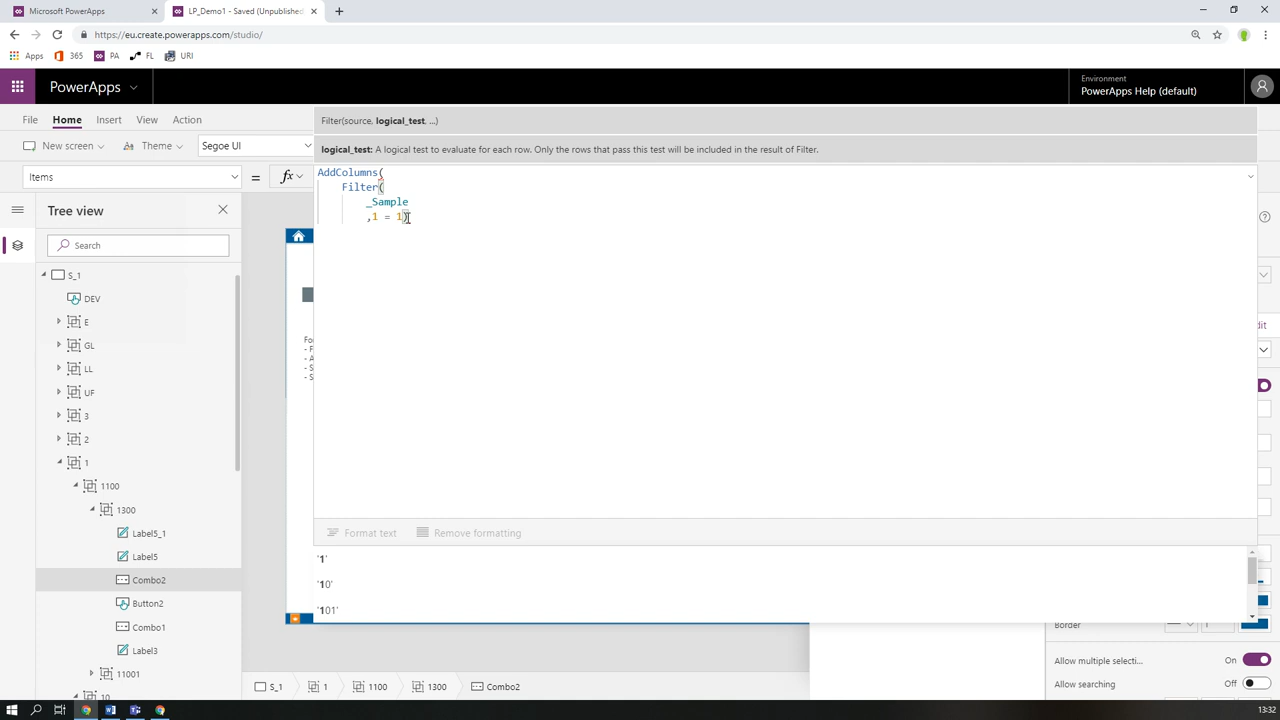 Microsoft PowerApps
LP_Demo1 - Saved (Unpublished
https://eu.create.powerapps.com/studio/
Apps
365
PA
FL
URI
PowerApps
Environment
PowerApps Help (default)
File
Home
Insert
View
Action
Filter(source, logical_test, ...)
New screen
Theme
Segoe UI
logical_test: A logical test to evaluate for each row. Only the rows that pass this test will be included in the result of Filter.
Items
=
fx
AddColumns(
Filter(
_Sample
,1 = 1)
Tree view
Search
S_1
DEV
E
GL
LL
UF
3
2
1
1100
1300
Label5_1
Label5
Combo2
Button2
Combo1
Label3
11001
10
Fo
- F
- A
- S
- S
dit
Format text
Remove formatting
'1'
'10'
'101'
Border
1
Allow multiple selecti...
On
Allow searching
Off
S_1
1
1100
1300
Combo2
13:32